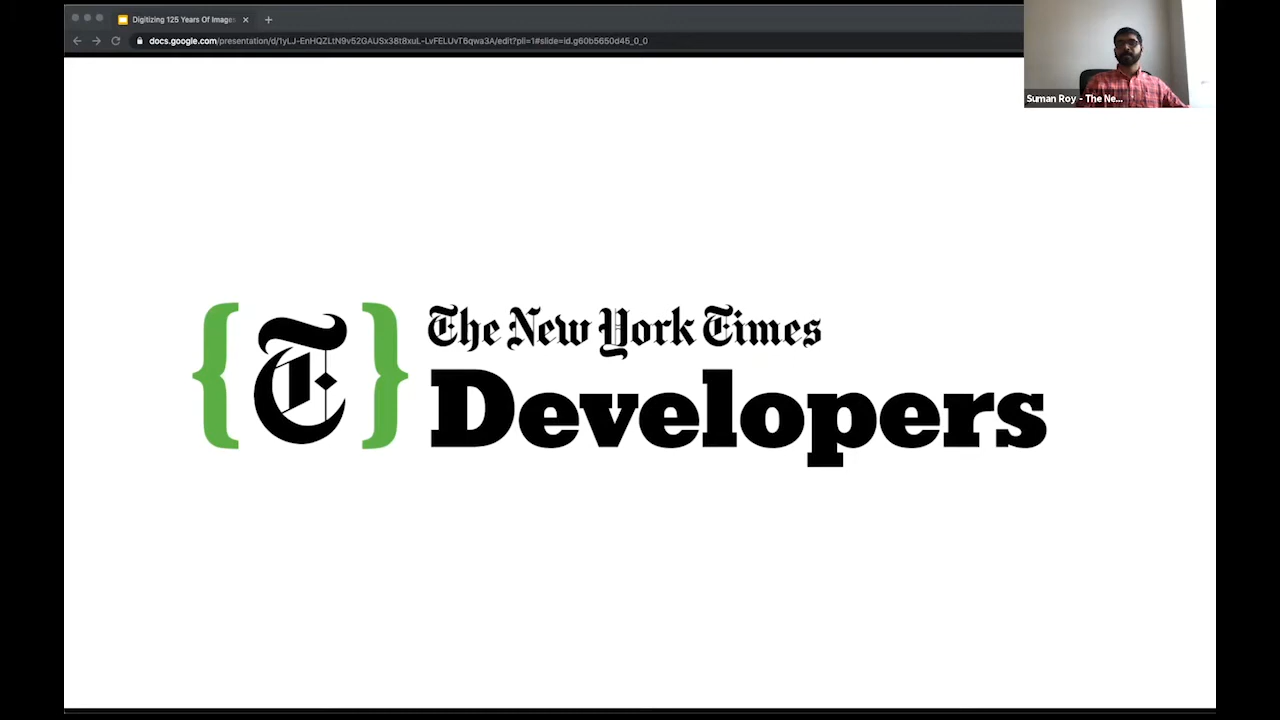 Digitizing 125 Years Of Images
docs.google.com/presentation/d/1yLJ-EnHQZLtN9v52GAUSx38t8xuL-LvFELUvT6qwa3A/edit?pli=1#slide=id.g60b5650d45_0_0
Suman Roy - The Ne...
{T}
The New York Times
Developers